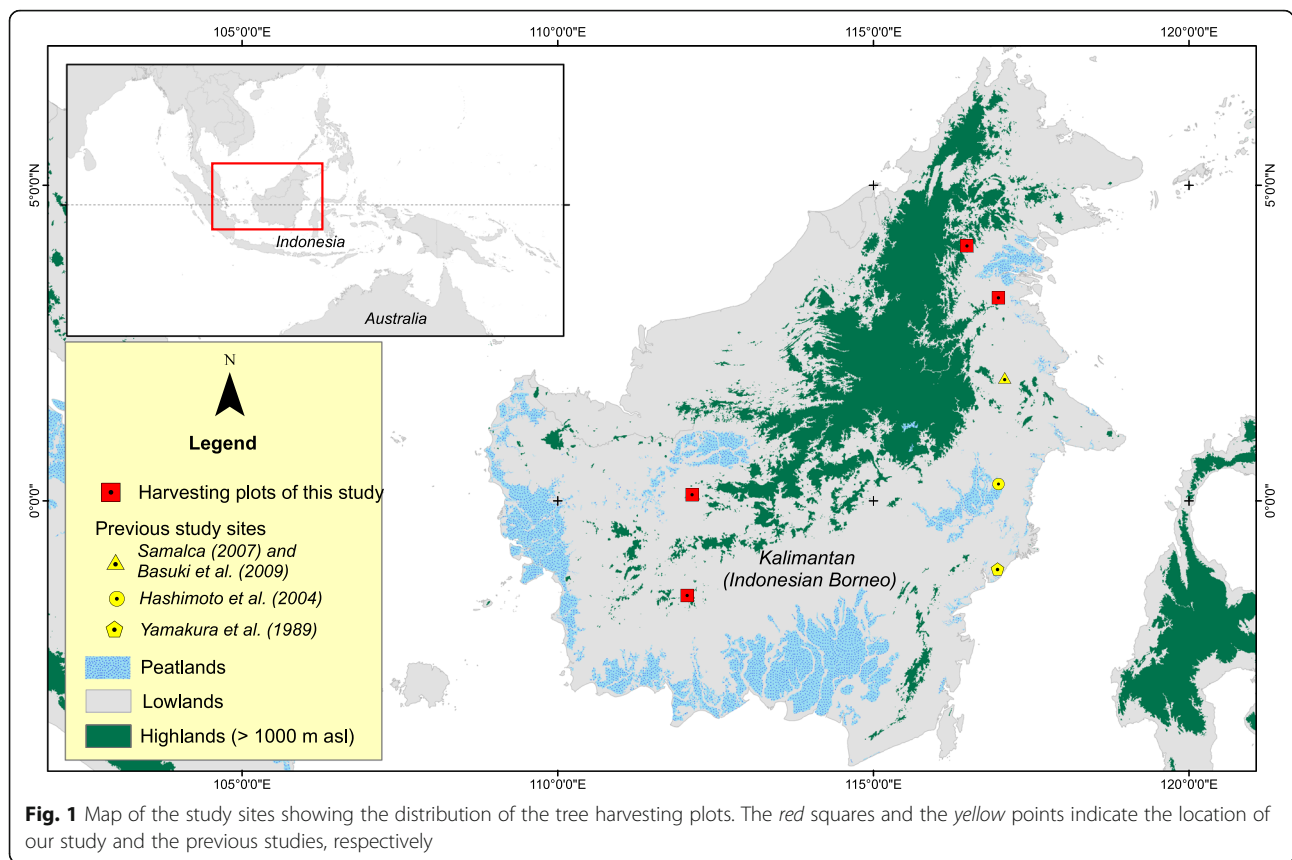 105°0'0"E
110°0'0"E
115°0'0"E
120°0'0"E
5°0'0"N
5°0'0"N
Indonesia
Australia
N
Legend
Harvesting plots of this study
Previous study sites
Samalca (2007) and
Basuki et al. (2009)
Hashimoto et al. (2004)
Yamakura et al. (1989)
Peatlands
Lowlands
Highlands (> 1000 m asl)
Kalimantan
(Indonesian Borneo)
0°0'0"
0°0'0"
105°0'0"E
110°0'0"E
115°0'0"E
120°0'0"E
Fig. 1 Map of the study sites showing the distribution of the tree harvesting plots. The red squares and the yellow points indicate the location of
our study and the previous studies, respectively